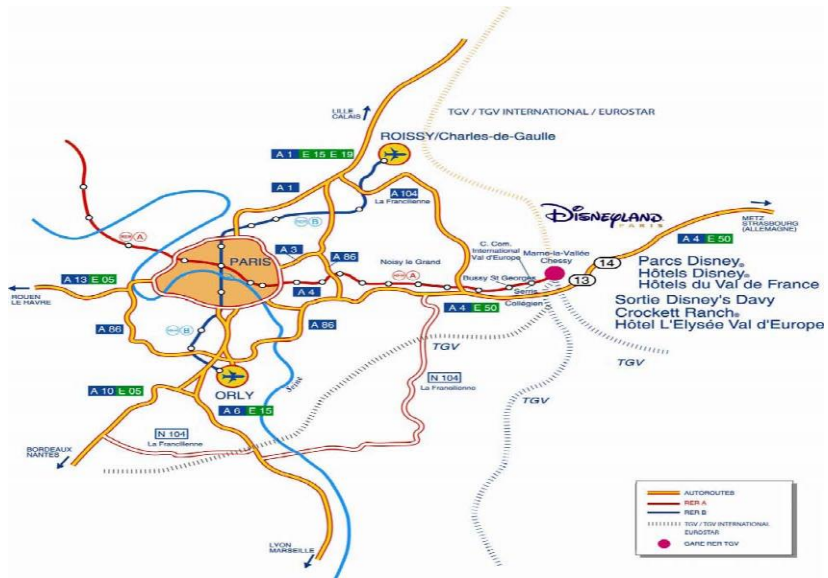 LILLE
CALAIS
TGV / TGV INTERNATIONAL / EUROSTAR
ROISSY/Charles-de-Gaulle
A 1 E 15 E 19
A 1
A 104
La Francilienne
RER B
RER A
DISNEYLAND
PARIS
METZ
STRASBOURG
(ALLEMAGNE)
A 4 E 50
A 3
A 86
PARIS
Noisy le Grand
C. Com.
International
Val d'Europe
Marne-la-Vallée
Chessy
RER A
Bussy St Georges
Serris
Collégien
14
13
Parcs Disney®
Hôtels Disney®
Hôtels du Val de France
Sortie Disney's Davy
Crockett Ranch®
Hôtel L'Elysée Val d'Europe
A 13 E 05
ROUEN
LE HAVRE
A 4
A 4 E 50
A 86
A 86
RER B
TGV
TGV
TGV
ORLY
Seine
N 104
La Francilienne
A 10 E 05
A 6 E 15
N 104
La Francilienne
BORDEAUX
NANTES
LYON
MARSEILLE
AUTOROUTES
RER A
RER B
TGV / TGV INTERNATIONAL
EUROSTAR
GARE RER TGV